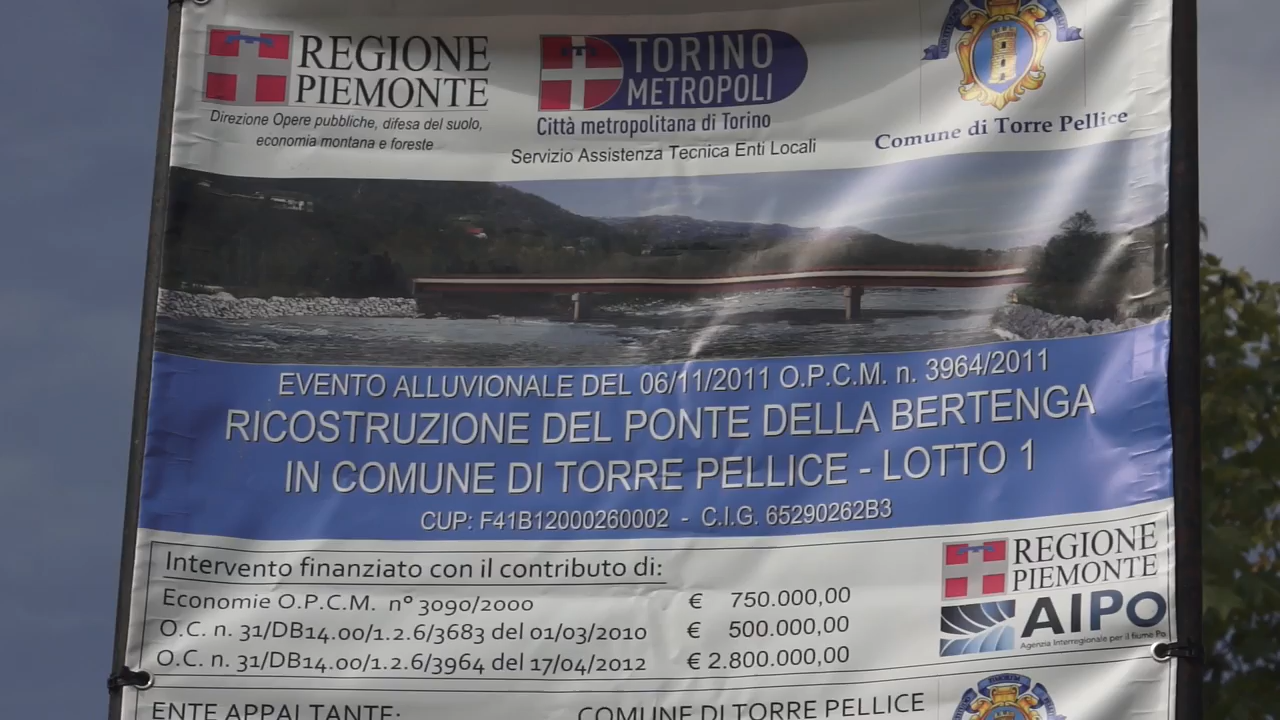 REGIONE
PIEMONTE
Direzione Opere pubbliche, difesa del suolo,
economia montana e foreste
TORINO
METROPOLI
Città metropolitana di Torino
Servizio Assistenza Tecnica Enti Locali
Comune di Torre Pellice
EVENTO ALLUVIONALE DEL 06/11/2011 O.P.C.M. n. 3964/2011
RICOSTRUZIONE DEL PONTE DELLA BERTENGA
IN COMUNE DI TORRE PELLICE - LOTTO 1
CUP: F41B12000260002 - C.I.G. 65290262B3
Intervento finanziato con il contributo di:
Economie O.P.C.M. n° 3090/2000 € 750.000,00
O.C. n. 31/DB14.00/1.2.6/3683 del 01/03/2010 € 500.000,00
O.C. n. 31/DB14.00/1.2.6/3964 del 17/04/2012 € 2.800.000,00
REGIONE
PIEMONTE
AIPO
Agenzia Interregionale per il fiume Po
ENTE APPALTANTE: COMUNE DI TORRE PELLICE